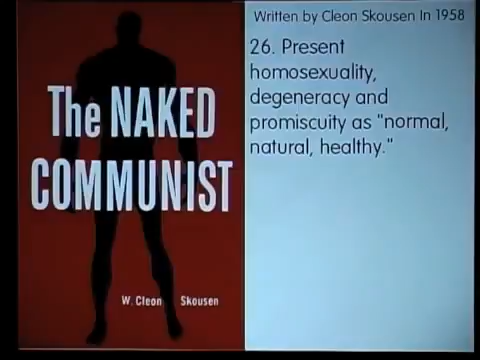 The NAKED
COMMUNIST
W. Cleon Skousen
Written by Cleon Skousen In 1958
26. Present
homosexuality,
degeneracy and
promiscuity as "normal,
natural, healthy."